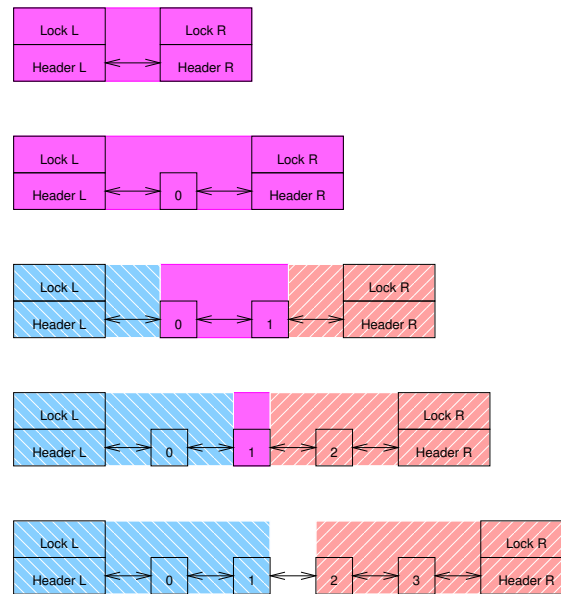 Lock L Lock R
Header L Header R
Lock L Lock R
Header L 0 Header R
Lock L Lock R
Header L 0 1 Header R
Lock L Lock R
Header L 0 1 2 Header R
Lock L Lock R
Header L 0 1 2 3 Header R